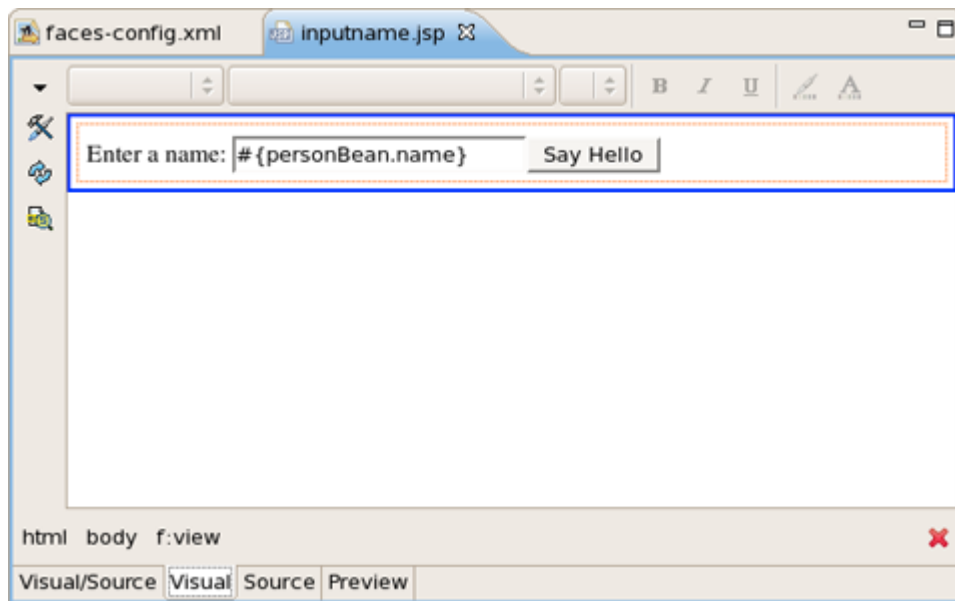 faces-config.xml inputname.jsp
B I U A
Enter a name: #{personBean.name} Say Hello
html body f:view
Visual/Source Visual Source Preview